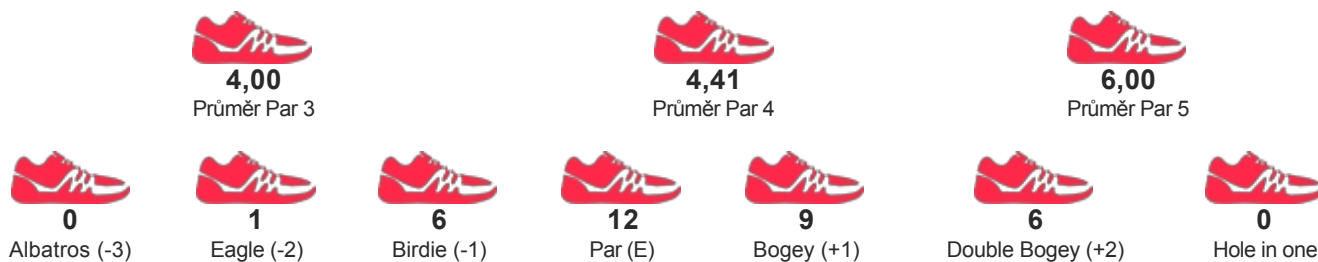 4,00 4,41 6,00
Průměr Par 3 Průměr Par 4 Průměr Par 5
0 1 6 12 9 6 0
Albatros (-3) Eagle (-2) Birdie (-1) Par (E) Bogey (+1) Double Bogey (+2) Hole in one